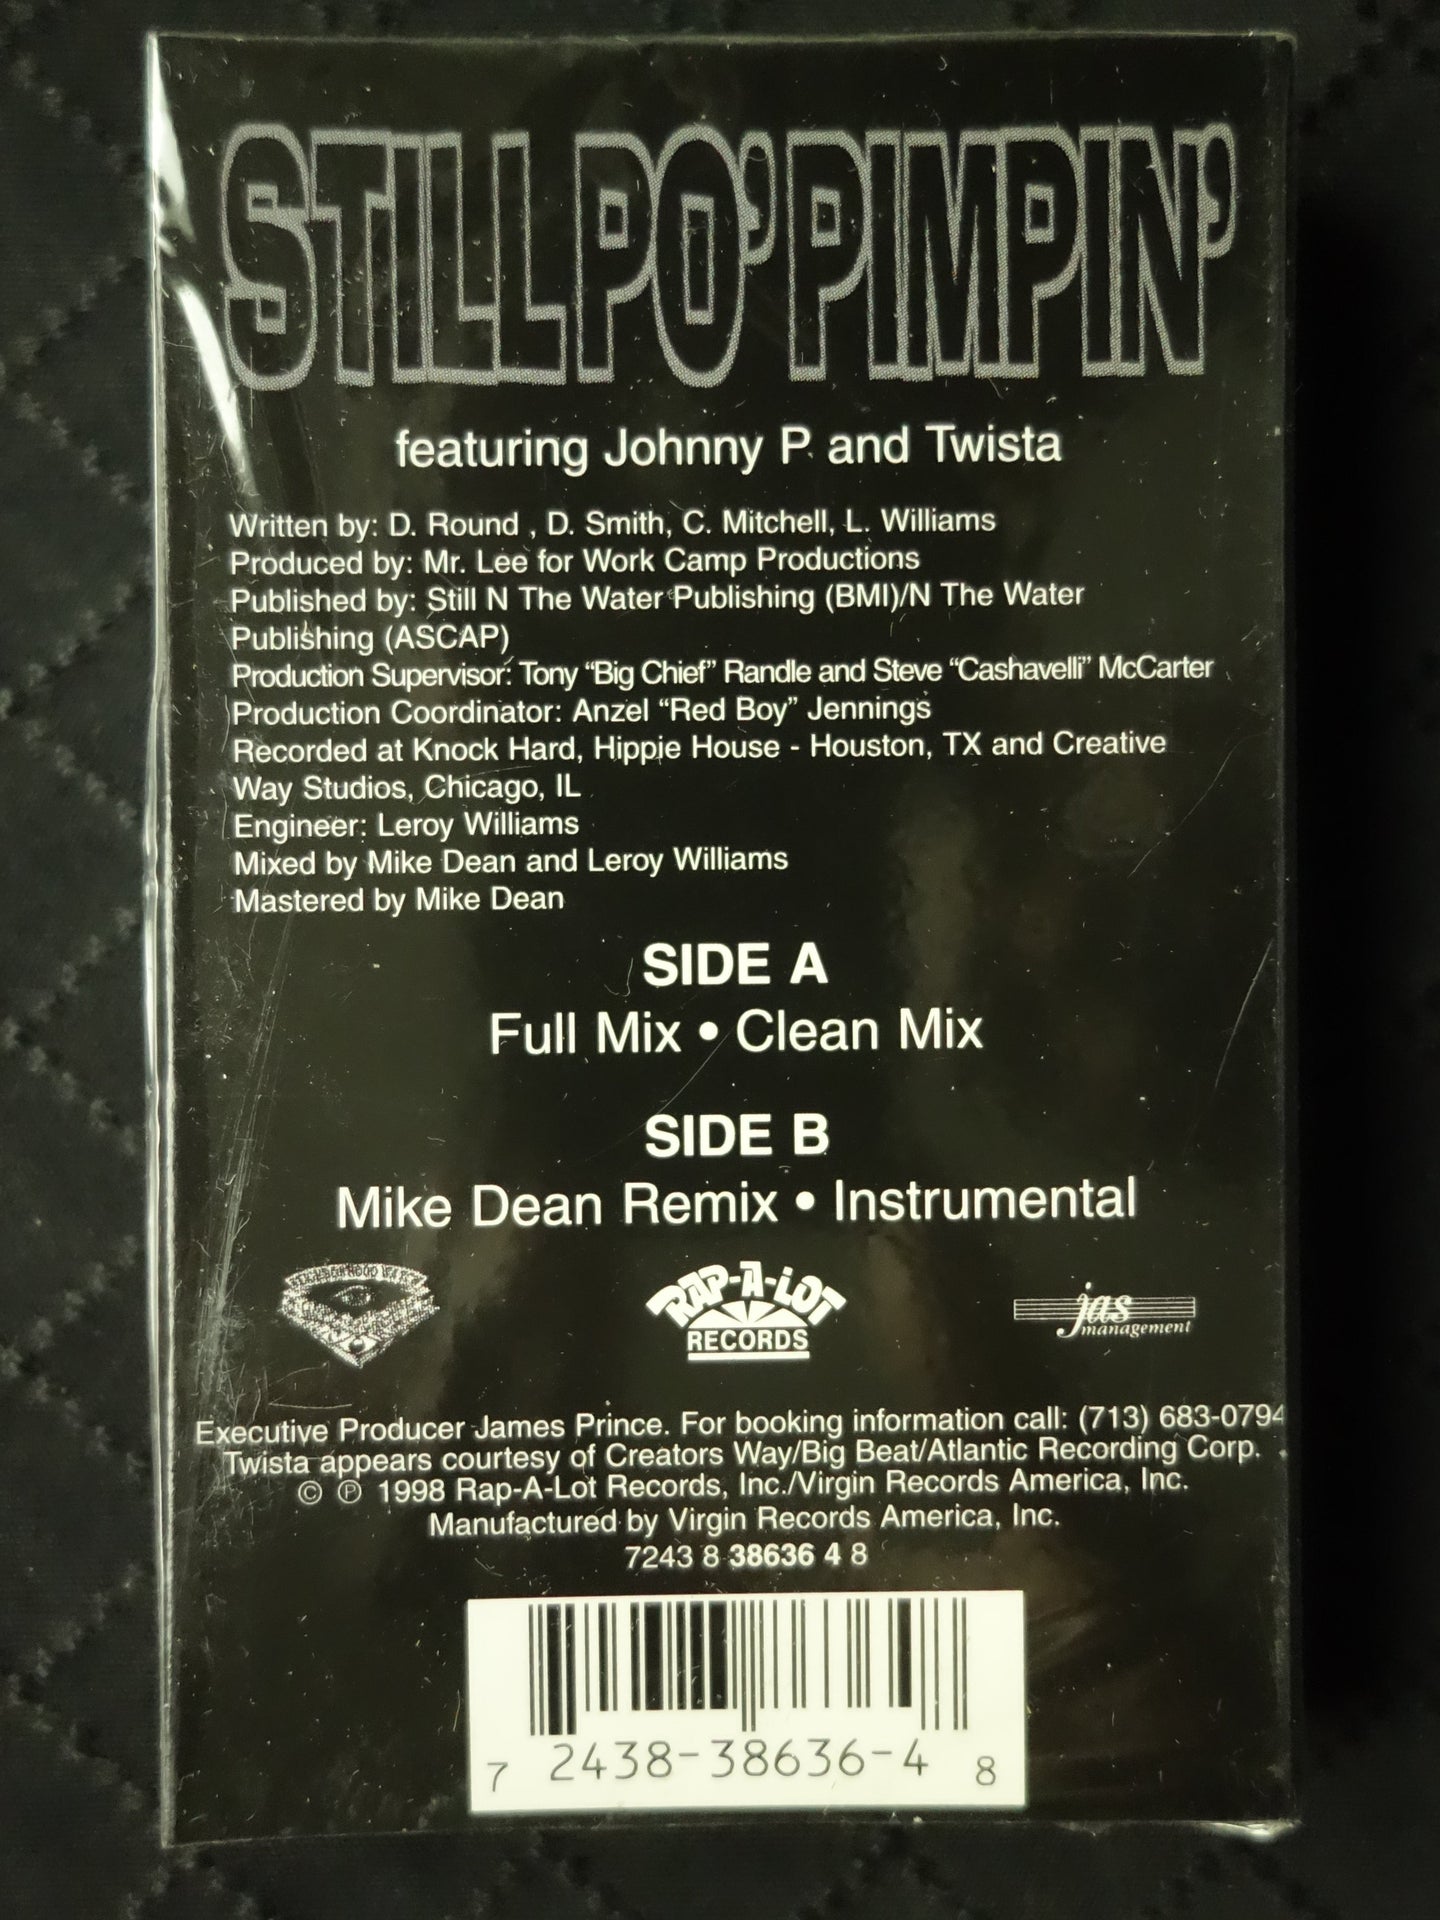 STILL PO' PIMPIN'
featuring Johnny P and Twista
Written by: D. Round , D. Smith, C. Mitchell, L. Williams
Produced by: Mr. Lee for Work Camp Productions
Published by: Still N The Water Publishing (BMI)/N The Water
Publishing (ASCAP)
Production Supervisor: Tony “Big Chief” Randle and Steve “Cashavelli” McCarter
Production Coordinator: Anzel “Red Boy” Jennings
Recorded at Knock Hard, Hippie House - Houston, TX and Creative
Way Studios, Chicago, IL
Engineer: Leroy Williams
Mixed by Mike Dean and Leroy Williams
Mastered by Mike Dean
SIDE A
Full Mix • Clean Mix
SIDE B
Mike Dean Remix • Instrumental
RAP-A-LOT
RECORDS
jas
management
Executive Producer James Prince. For booking information call: (713) 683-0794
Twista appears courtesy of Creators Way/Big Beat/Atlantic Recording Corp.
© ℗ 1998 Rap-A-Lot Records, Inc./Virgin Records America, Inc.
Manufactured by Virgin Records America, Inc.
7243 8 38636 4 8
7 2438-38636-4 8